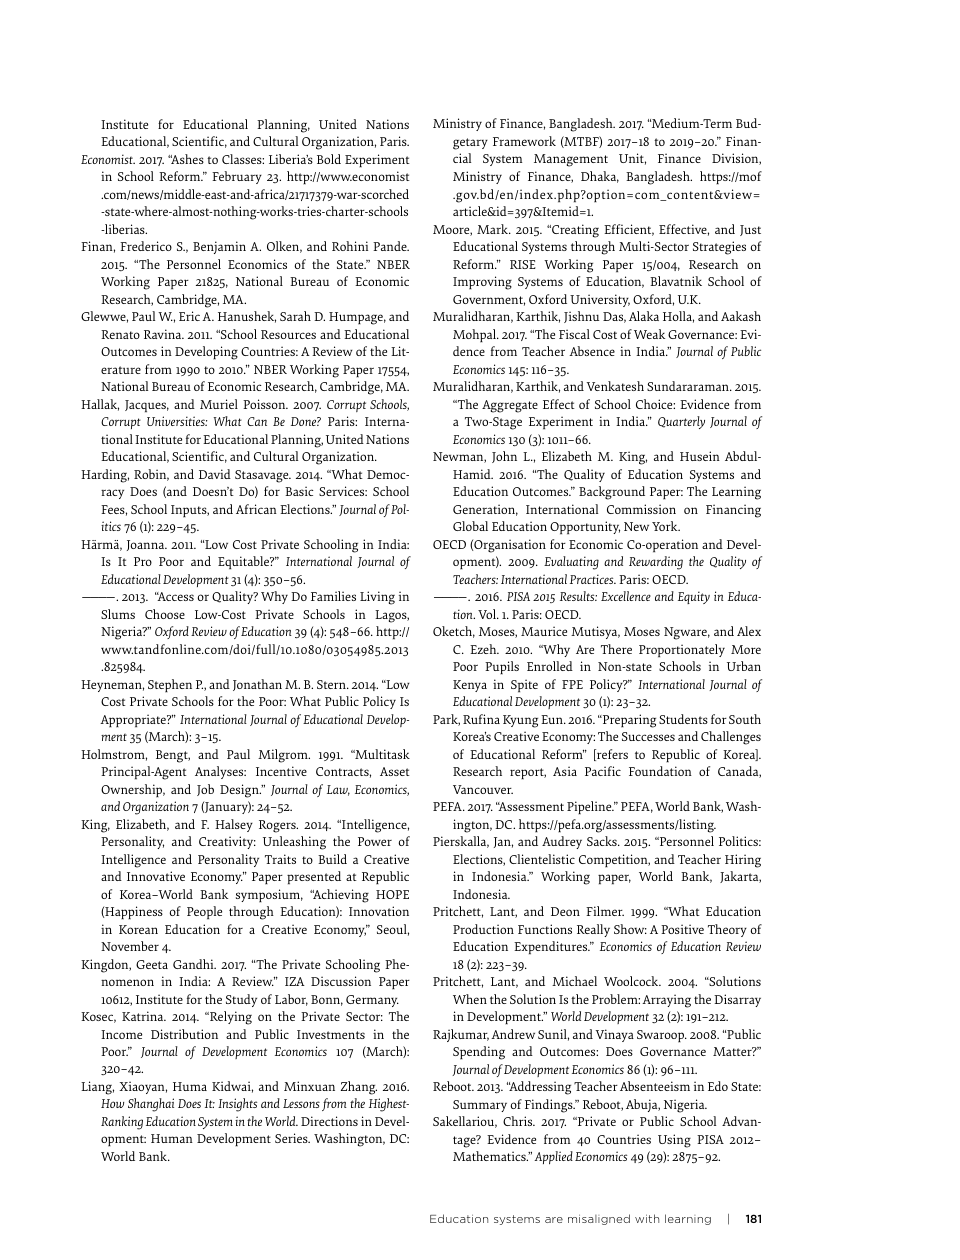 Institute for Educational Planning, United Nations
Educational, Scientific, and Cultural Organization, Paris.
Economist. 2017. “Ashes to Classes: Liberia’s Bold Experiment
in School Reform.” February 23. http://www.economist
.com/news/middle-east-and-africa/21717379-war-scorched
-state-where-almost-nothing-works-tries-charter-schools
-liberias.
Finan, Frederico S., Benjamin A. Olken, and Rohini Pande.
2015. “The Personnel Economics of the State.” NBER
Working Paper 21825, National Bureau of Economic
Research, Cambridge, MA.
Glewwe, Paul W., Eric A. Hanushek, Sarah D. Humpage, and
Renato Ravina. 2011. “School Resources and Educational
Outcomes in Developing Countries: A Review of the Lit-
erature from 1990 to 2010.” NBER Working Paper 17554,
National Bureau of Economic Research, Cambridge, MA.
Hallak, Jacques, and Muriel Poisson. 2007. Corrupt Schools,
Corrupt Universities: What Can Be Done? Paris: Interna-
tional Institute for Educational Planning, United Nations
Educational, Scientific, and Cultural Organization.
Harding, Robin, and David Stasavage. 2014. “What Democ-
racy Does (and Doesn’t Do) for Basic Services: School
Fees, School Inputs, and African Elections.” Journal of Pol-
itics 76 (1): 229–45.
Härmä, Joanna. 2011. “Low Cost Private Schooling in India:
Is It Pro Poor and Equitable?” International Journal of
Educational Development 31 (4): 350–56.
———. 2013. “Access or Quality? Why Do Families Living in
Slums Choose Low-Cost Private Schools in Lagos,
Nigeria?” Oxford Review of Education 39 (4): 548–66. http://
www.tandfonline.com/doi/full/10.1080/03054985.2013
.825984.
Heyneman, Stephen P., and Jonathan M. B. Stern. 2014. “Low
Cost Private Schools for the Poor: What Public Policy Is
Appropriate?” International Journal of Educational Develop-
ment 35 (March): 3–15.
Holmstrom, Bengt, and Paul Milgrom. 1991. “Multitask
Principal-Agent Analyses: Incentive Contracts, Asset
Ownership, and Job Design.” Journal of Law, Economics,
and Organization 7 (January): 24–52.
King, Elizabeth, and F. Halsey Rogers. 2014. “Intelligence,
Personality, and Creativity: Unleashing the Power of
Intelligence and Personality Traits to Build a Creative
and Innovative Economy.” Paper presented at Republic
of Korea–World Bank symposium, “Achieving HOPE
(Happiness of People through Education): Innovation
in Korean Education for a Creative Economy,” Seoul,
November 4.
Kingdon, Geeta Gandhi. 2017. “The Private Schooling Phe-
nomenon in India: A Review.” IZA Discussion Paper
10612, Institute for the Study of Labor, Bonn, Germany.
Kosec, Katrina. 2014. “Relying on the Private Sector: The
Income Distribution and Public Investments in the
Poor.” Journal of Development Economics 107 (March):
320–42.
Liang, Xiaoyan, Huma Kidwai, and Minxuan Zhang. 2016.
How Shanghai Does It: Insights and Lessons from the Highest-
Ranking Education System in the World. Directions in Devel-
opment: Human Development Series. Washington, DC:
World Bank.
Ministry of Finance, Bangladesh. 2017. “Medium-Term Bud-
getary Framework (MTBF) 2017–18 to 2019–20.” Finan-
cial System Management Unit, Finance Division,
Ministry of Finance, Dhaka, Bangladesh. https://mof
.gov.bd/en/index.php?option=com_content&view=
article&id=397&Itemid=1.
Moore, Mark. 2015. “Creating Efficient, Effective, and Just
Educational Systems through Multi-Sector Strategies of
Reform.” RISE Working Paper 15/004, Research on
Improving Systems of Education, Blavatnik School of
Government, Oxford University, Oxford, U.K.
Muralidharan, Karthik, Jishnu Das, Alaka Holla, and Aakash
Mohpal. 2017. “The Fiscal Cost of Weak Governance: Evi-
dence from Teacher Absence in India.” Journal of Public
Economics 145: 116–35.
Muralidharan, Karthik, and Venkatesh Sundararaman. 2015.
“The Aggregate Effect of School Choice: Evidence from
a Two-Stage Experiment in India.” Quarterly Journal of
Economics 130 (3): 1011–66.
Newman, John L., Elizabeth M. King, and Husein Abdul-
Hamid. 2016. “The Quality of Education Systems and
Education Outcomes.” Background Paper: The Learning
Generation, International Commission on Financing
Global Education Opportunity, New York.
OECD (Organisation for Economic Co-operation and Devel-
opment). 2009. Evaluating and Rewarding the Quality of
Teachers: International Practices. Paris: OECD.
———. 2016. PISA 2015 Results: Excellence and Equity in Educa-
tion. Vol. 1. Paris: OECD.
Oketch, Moses, Maurice Mutisya, Moses Ngware, and Alex
C. Ezeh. 2010. “Why Are There Proportionately More
Poor Pupils Enrolled in Non-state Schools in Urban
Kenya in Spite of FPE Policy?” International Journal of
Educational Development 30 (1): 23–32.
Park, Rufina Kyung Eun. 2016. “Preparing Students for South
Korea’s Creative Economy: The Successes and Challenges
of Educational Reform” [refers to Republic of Korea].
Research report, Asia Pacific Foundation of Canada,
Vancouver.
PEFA. 2017. “Assessment Pipeline.” PEFA, World Bank, Wash-
ington, DC. https://pefa.org/assessments/listing.
Pierskalla, Jan, and Audrey Sacks. 2015. “Personnel Politics:
Elections, Clientelistic Competition, and Teacher Hiring
in Indonesia.” Working paper, World Bank, Jakarta,
Indonesia.
Pritchett, Lant, and Deon Filmer. 1999. “What Education
Production Functions Really Show: A Positive Theory of
Education Expenditures.” Economics of Education Review
18 (2): 223–39.
Pritchett, Lant, and Michael Woolcock. 2004. “Solutions
When the Solution Is the Problem: Arraying the Disarray
in Development.” World Development 32 (2): 191–212.
Rajkumar, Andrew Sunil, and Vinaya Swaroop. 2008. “Public
Spending and Outcomes: Does Governance Matter?”
Journal of Development Economics 86 (1): 96–111.
Reboot. 2013. “Addressing Teacher Absenteeism in Edo State:
Summary of Findings.” Reboot, Abuja, Nigeria.
Sakellariou, Chris. 2017. “Private or Public School Advan-
tage? Evidence from 40 Countries Using PISA 2012–
Mathematics.” Applied Economics 49 (29): 2875–92.
Education systems are misaligned with learning | 181